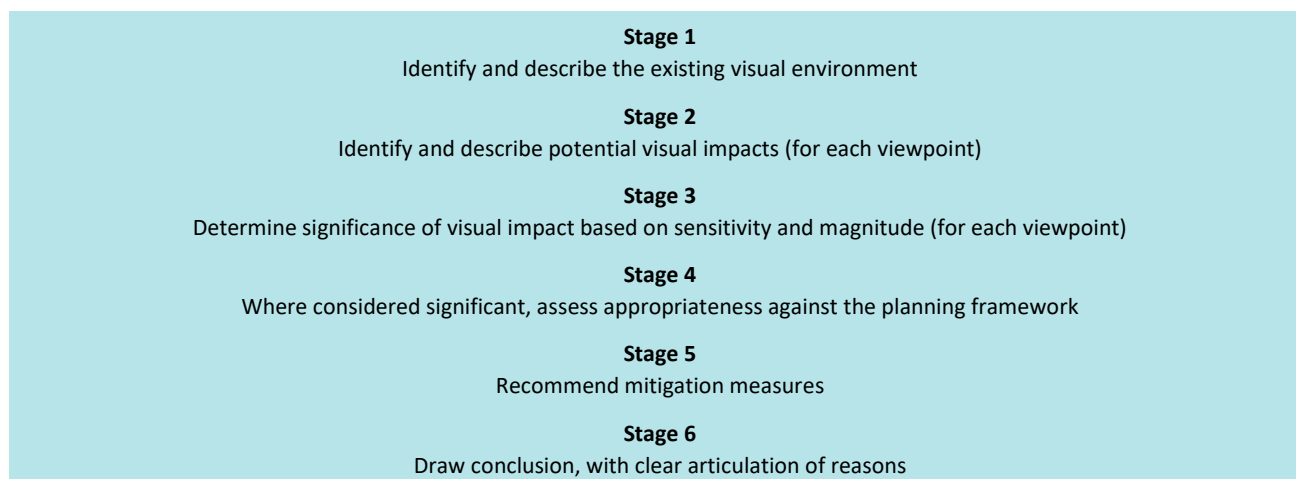 Stage 1
Identify and describe the existing visual environment
Stage 2
Identify and describe potential visual impacts (for each viewpoint)
Stage 3
Determine significance of visual impact based on sensitivity and magnitude (for each viewpoint)
Stage 4
Where considered significant, assess appropriateness against the planning framework
Stage 5
Recommend mitigation measures
Stage 6
Draw conclusion, with clear articulation of reasons